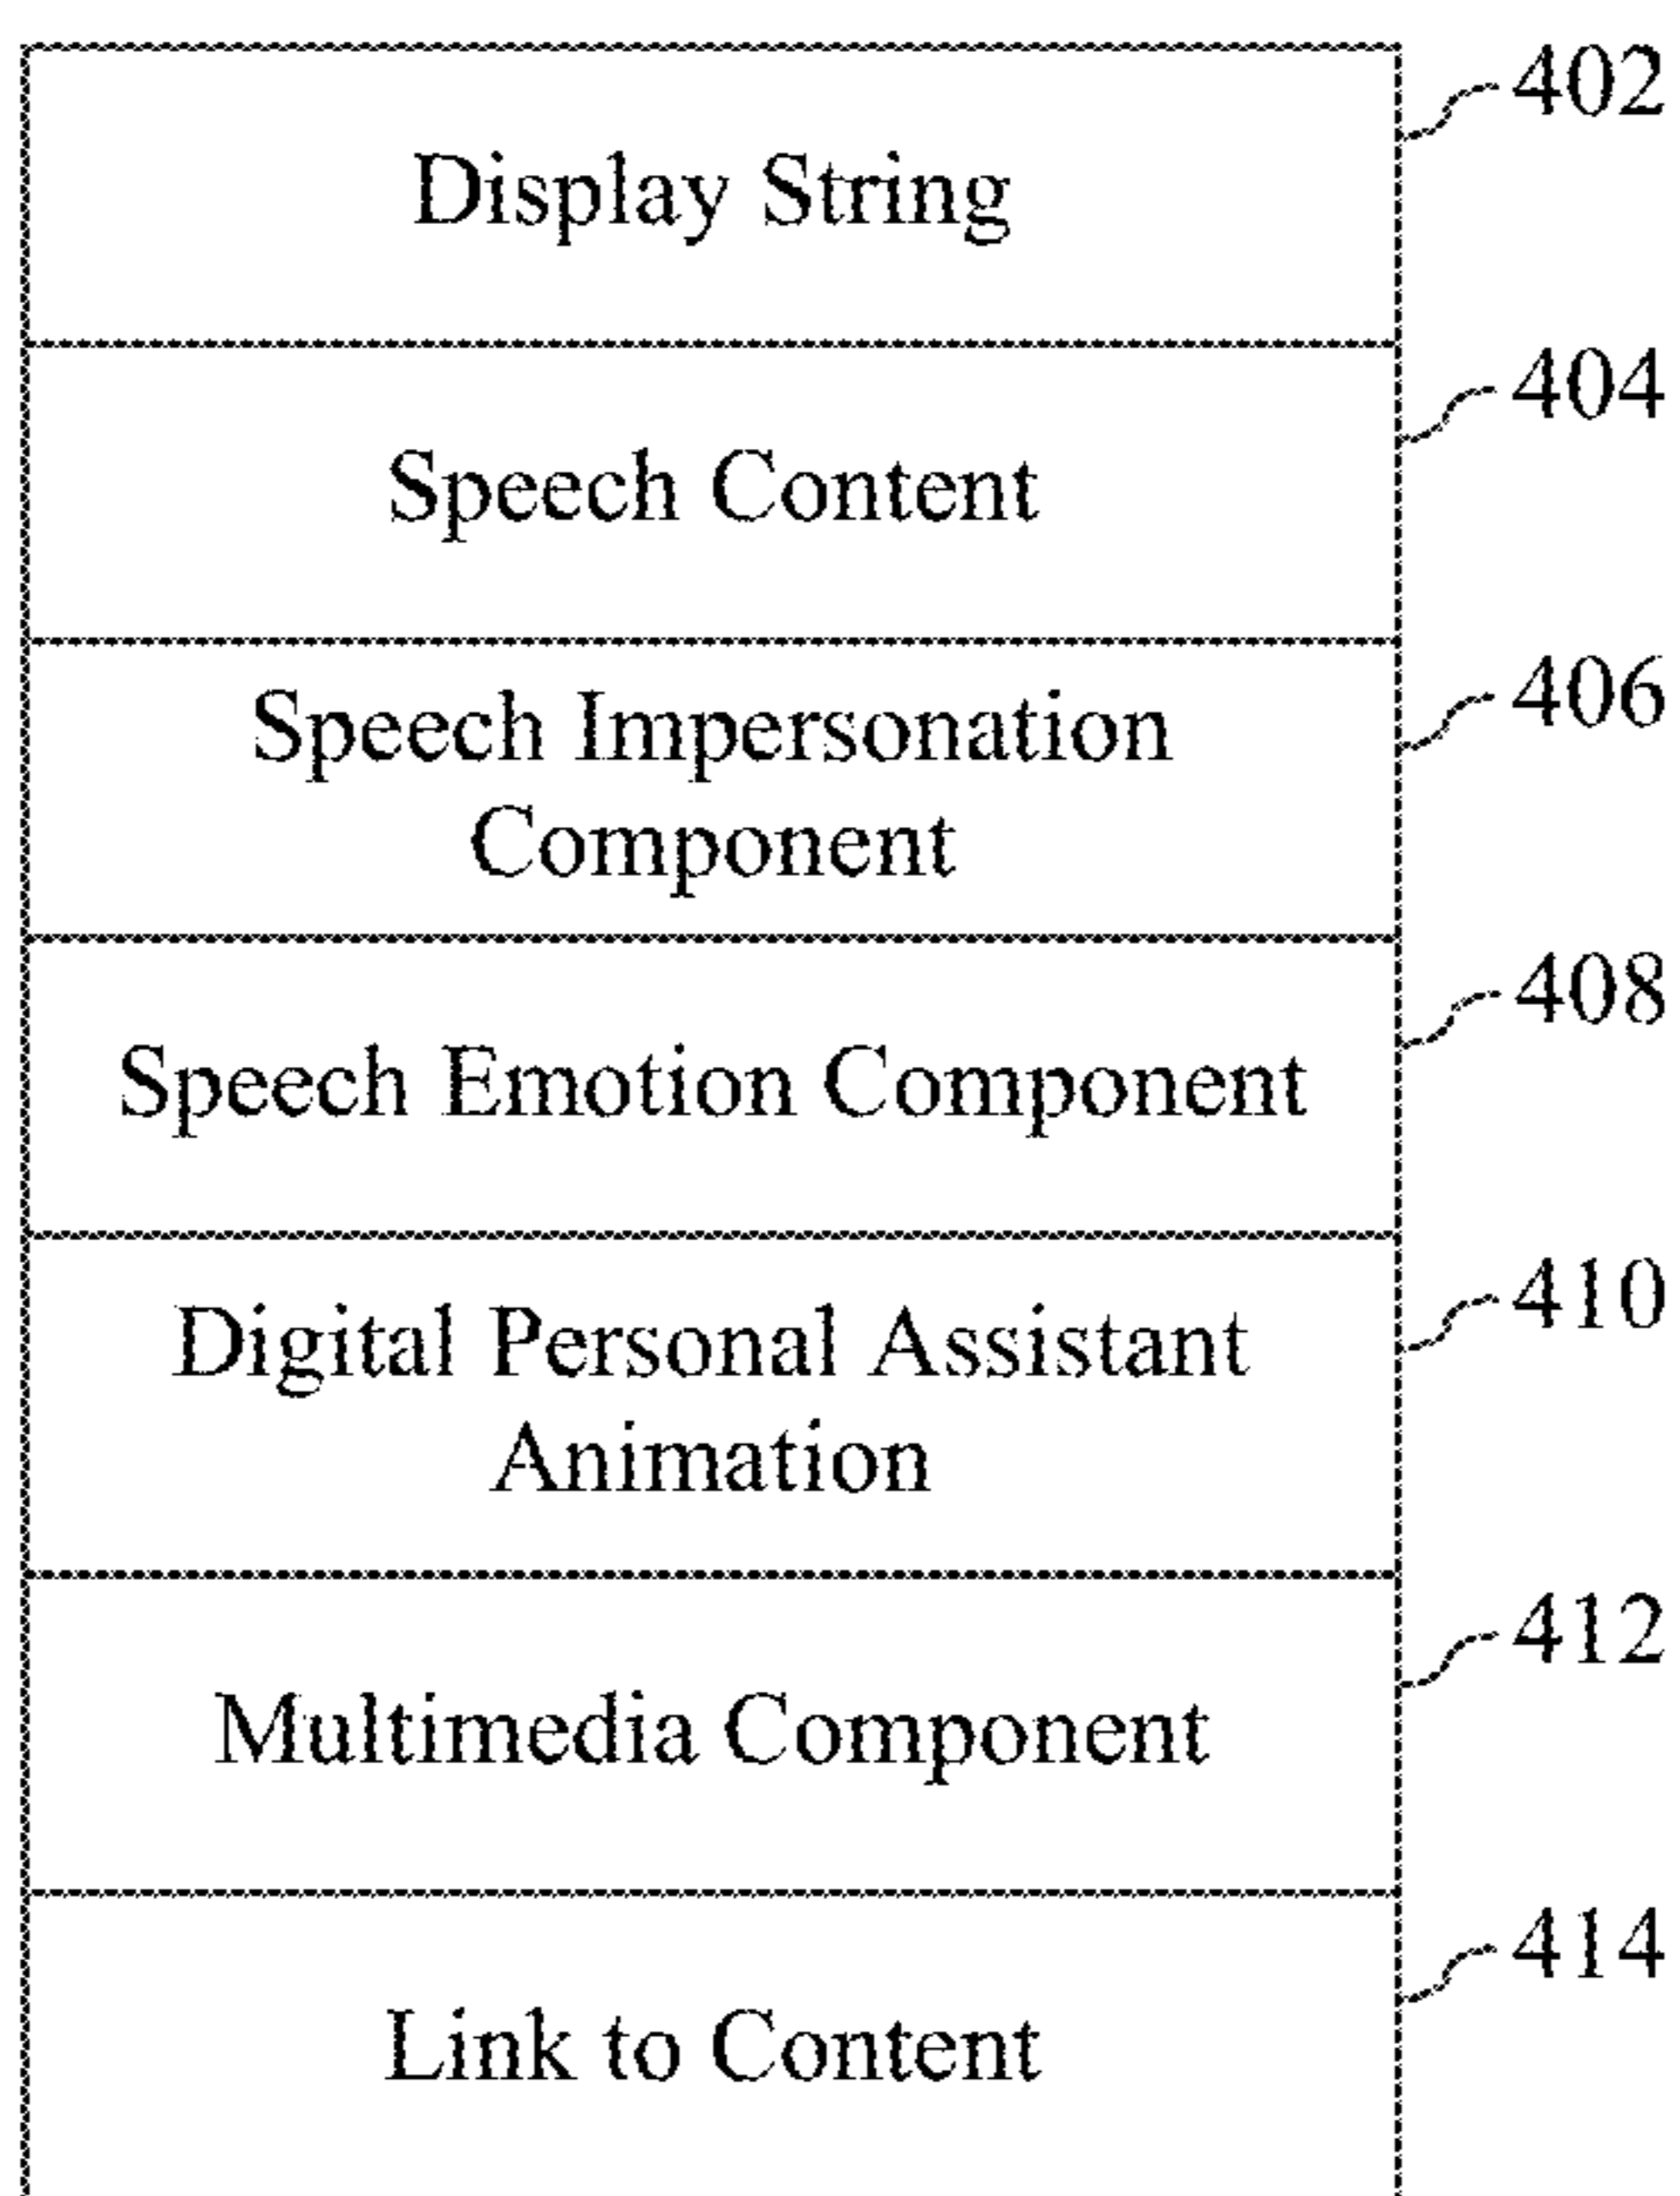 402
Display String
404
Speech Content
406
Speech Impersonation
Component
408
Speech Emotion Component
410
Digital Personal Assistant
Animation
412
Multimedia Component
414
Link to Content